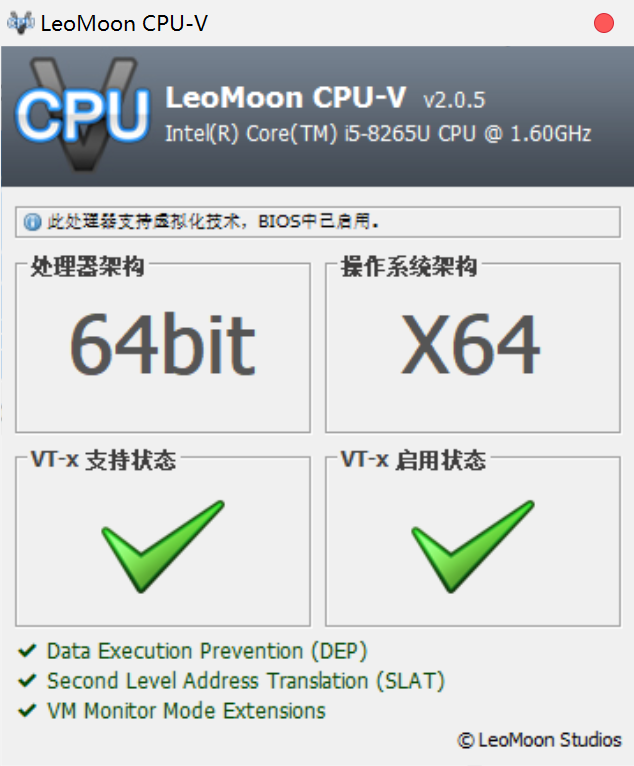 LeoMoon CPU-V
CPU
LeoMoon CPU-V v2.0.5
Intel(R) Core(TM) i5-8265U CPU @ 1.60GHz
此处理器支持虚拟化技术，BIOS中已启用。
处理器架构
64bit
操作系统架构
X64
VT-x 支持状态
VT-x 启用状态
Data Execution Prevention (DEP)
Second Level Address Translation (SLAT)
VM Monitor Mode Extensions
© LeoMoon Studios